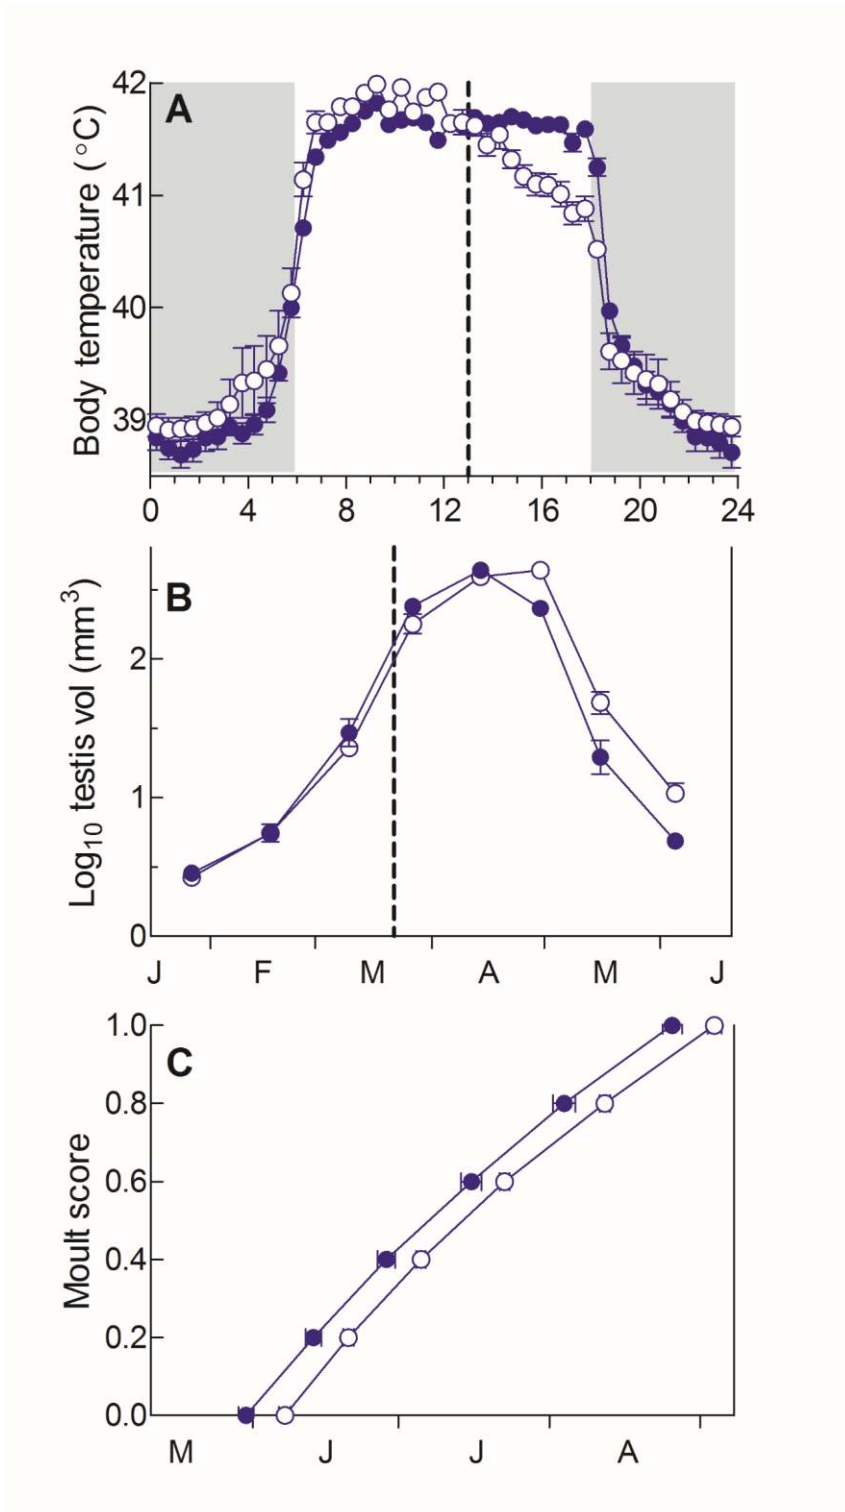 A
Body temperature (°C)
42
41
40
39
0 4 8 12 16 20 24
B
Log10 testis vol (mm3)
2
1
0
J F M A M J
C
Moult score
1.0
0.8
0.6
0.4
0.2
0.0
M J J A